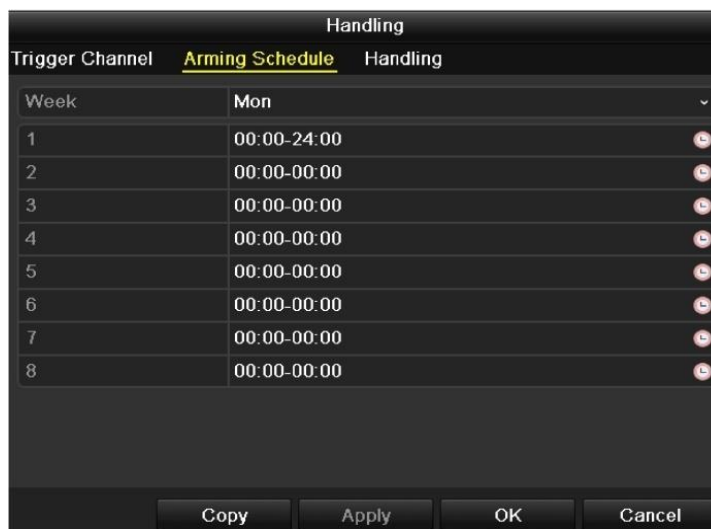 Handling
Trigger Channel Arming Schedule Handling
Week Mon
1 00:00-24:00
2 00:00-00:00
3 00:00-00:00
4 00:00-00:00
5 00:00-00:00
6 00:00-00:00
7 00:00-00:00
8 00:00-00:00
Copy Apply OK Cancel